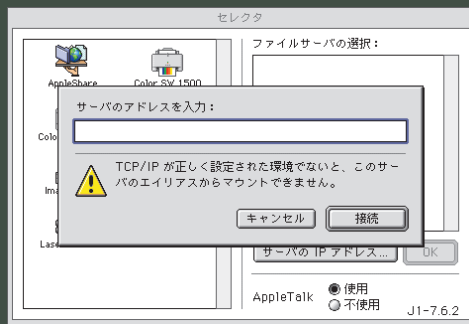 セレクタ
ファイルサーバの選択：
AppleShare
Color SW 1500
サーバのアドレスを入力：
TCP/IP が正しく設定された環境でないと、このサー
バのエイリアスからマウントできません。
キャンセル
接続
サーバの IP アドレス...
OK
AppleTalk
使用
不使用
J1-7.6.2